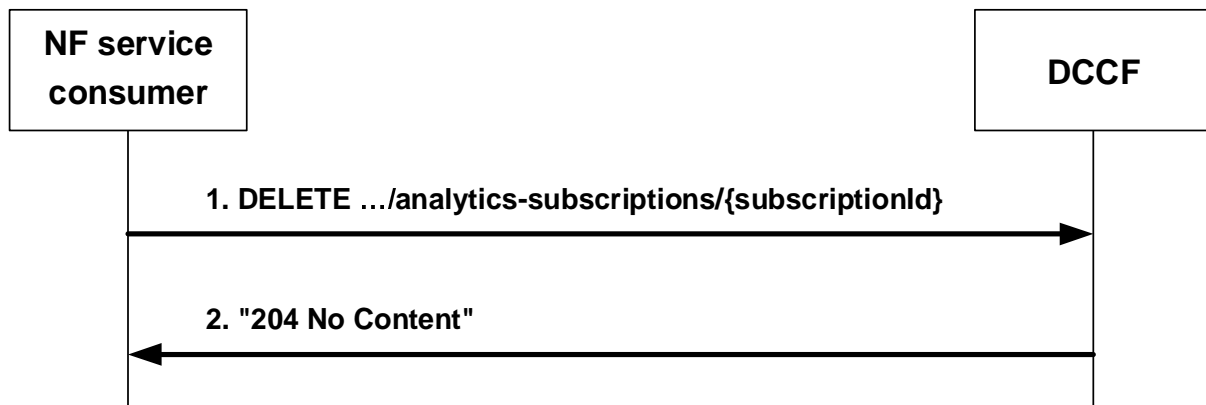 NF service
consumer
DCCF
1. DELETE …/analytics-subscriptions/{subscriptionId}
2. "204 No Content"